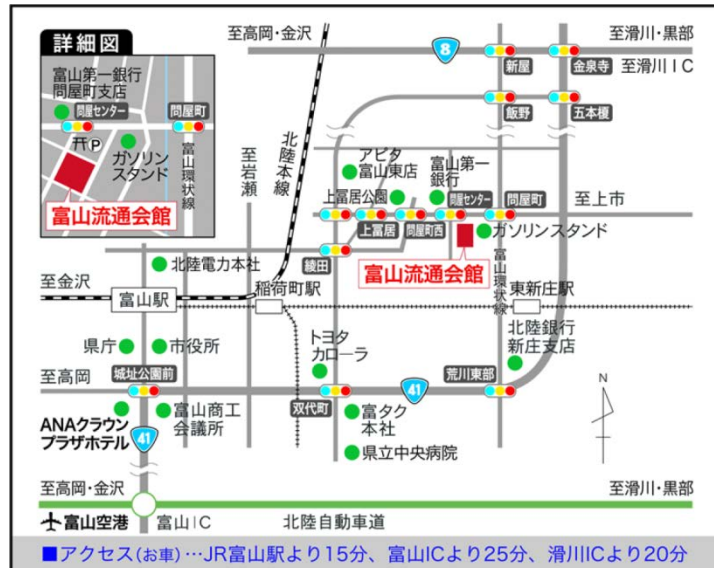 詳細図
富山第一銀行
問屋町支店
問屋センター
問屋町
P
ガソリン
スタンド
富山環状線
富山流通会館
至高岡・金沢
8
至滑川・黒部
新屋
金泉寺
至滑川IC
飯野
五本榎
北陸本線
至岩瀬
アピタ
富山東店
富山第一
銀行
上冨居公園
問屋センター
問屋町
至上市
上冨居
問屋町西
ガソリンスタンド
綾田
富山流通会館
富山環状線
北陸電力本社
至金沢
富山駅
稲荷町駅
東新庄駅
県庁
市役所
トヨタ
カローラ
北陸銀行
新庄支店
至高岡
城址公園前
双代町
41
荒川東部
N
ANAクラウン
プラザホテル
富山商工
会議所
41
富タク
本社
県立中央病院
至高岡・金沢
至滑川・黒部
富山空港
富山IC
北陸自動車道
■アクセス(お車)…JR富山駅より15分、富山ICより25分、滑川ICより20分